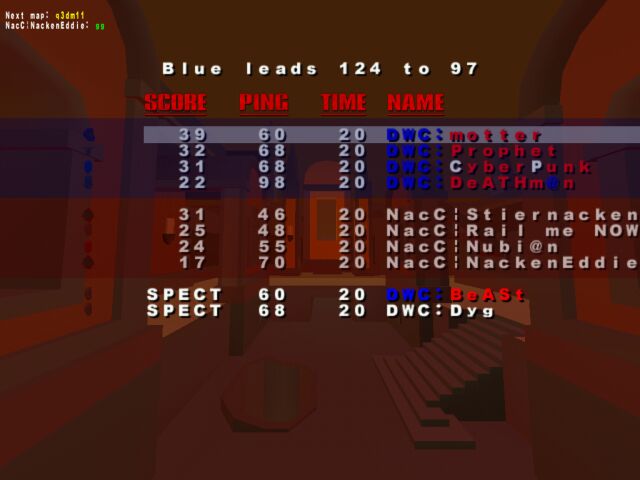 Next map: q3dm11
NacC:NackenEddie: gg
Blue leads 124 to 97
SCORE PING TIME NAME
39 60 20 DWC:motter
32 68 20 DWC:Prophet
31 68 20 DWC:CyberPunk
22 98 20 DWC:DeATHm@n
31 46 20 NacC¦Stiernacken
25 48 20 NacC¦Rail me NOW
24 55 20 NacC¦Nubi@n
17 70 20 NacC¦NackenEddie
SPECT 60 20 DWC:BeASt
SPECT 68 20 DWC:Dyg